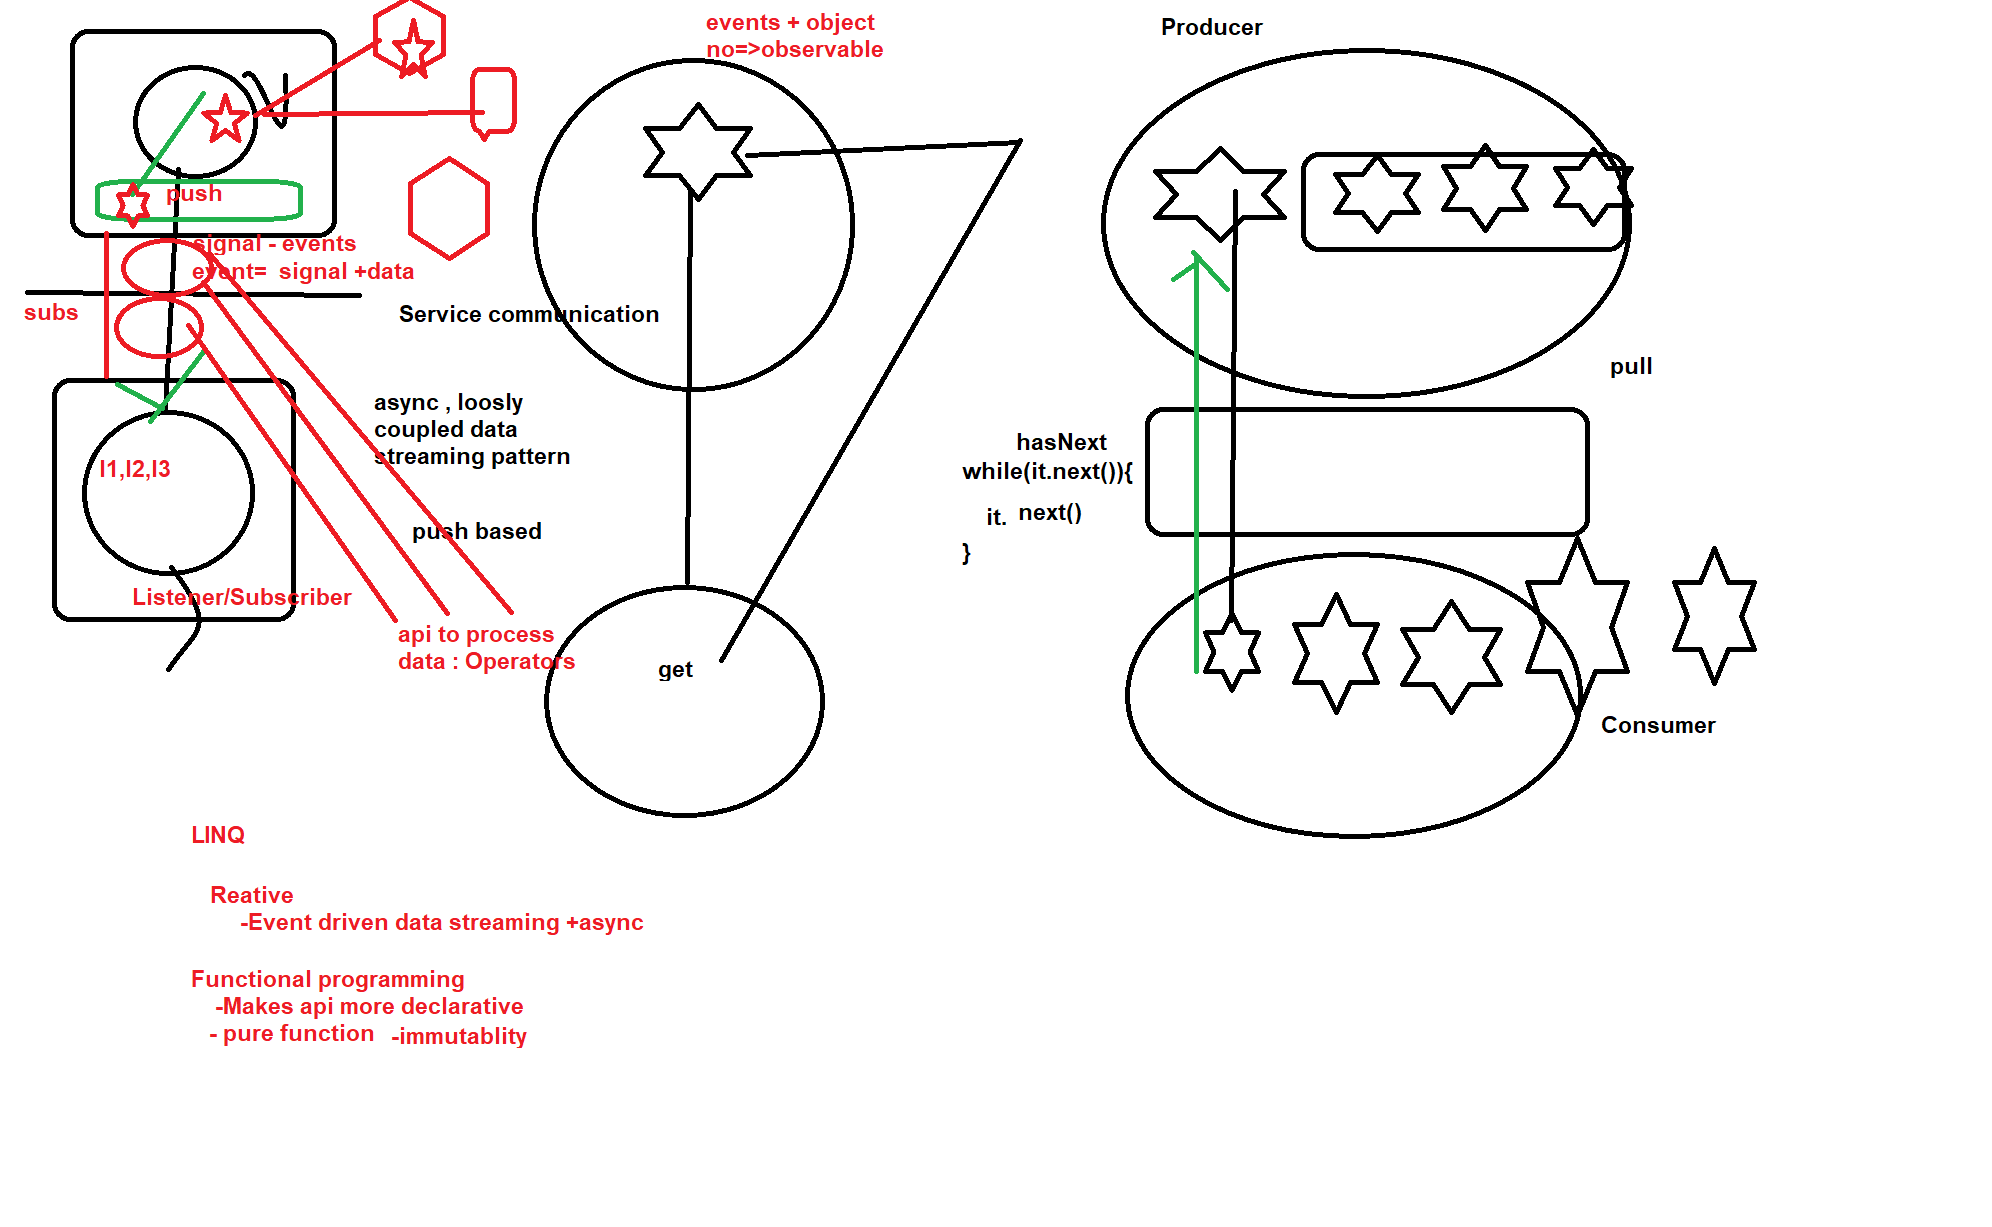 events + object
no=>observable
Producer
push
signal - events
event=  signal +data
subs
Service communication
pull
async , loosly
coupled data
streaming pattern
hasNext
while(it.next()){
it. next()
}
l1,l2,l3
push based
Listener/Subscriber
api to process
data : Operators
get
Consumer
LINQ
Reative
-Event driven data streaming +async
Functional programming
-Makes api more declarative
- pure function -immutablity